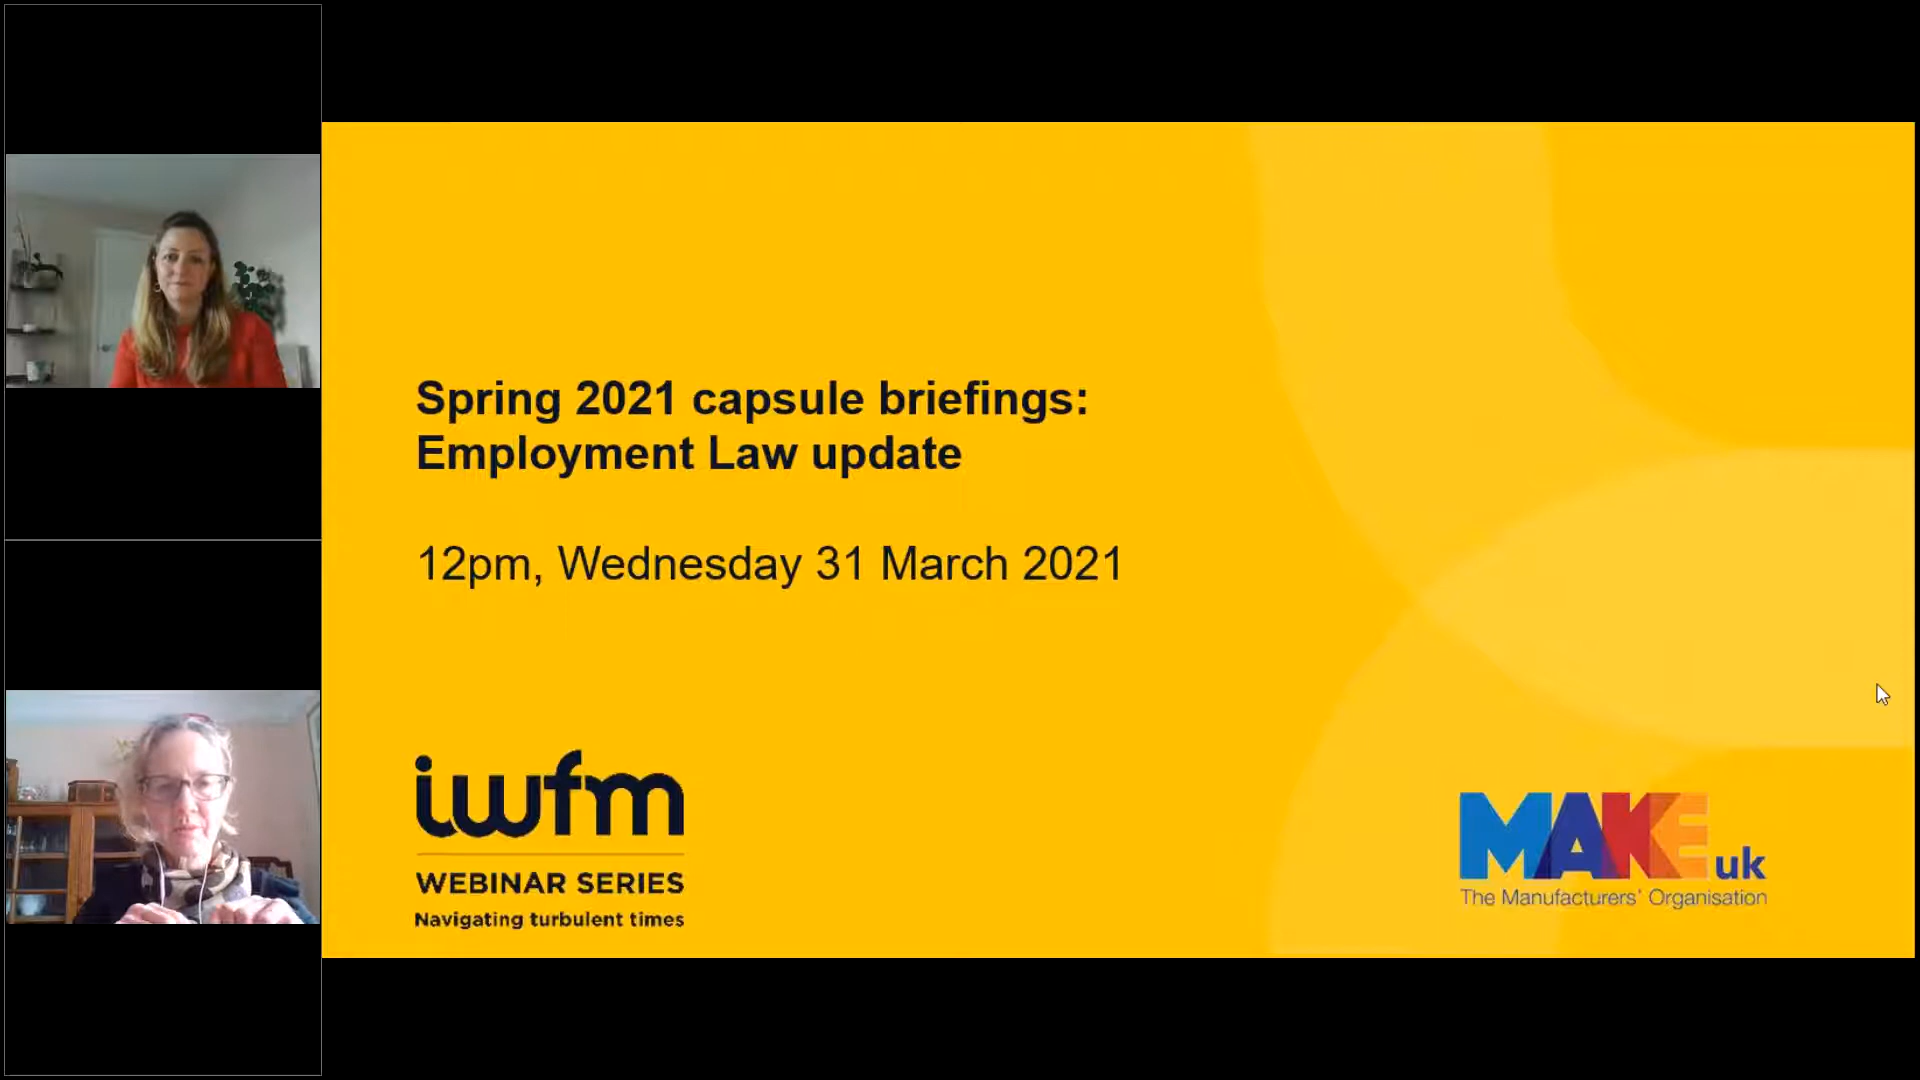 Spring 2021 capsule briefings:
Employment Law update
12pm, Wednesday 31 March 2021
iwfm
WEBINAR SERIES
Navigating turbulent times
MAKE uk
The Manufacturers' Organisation